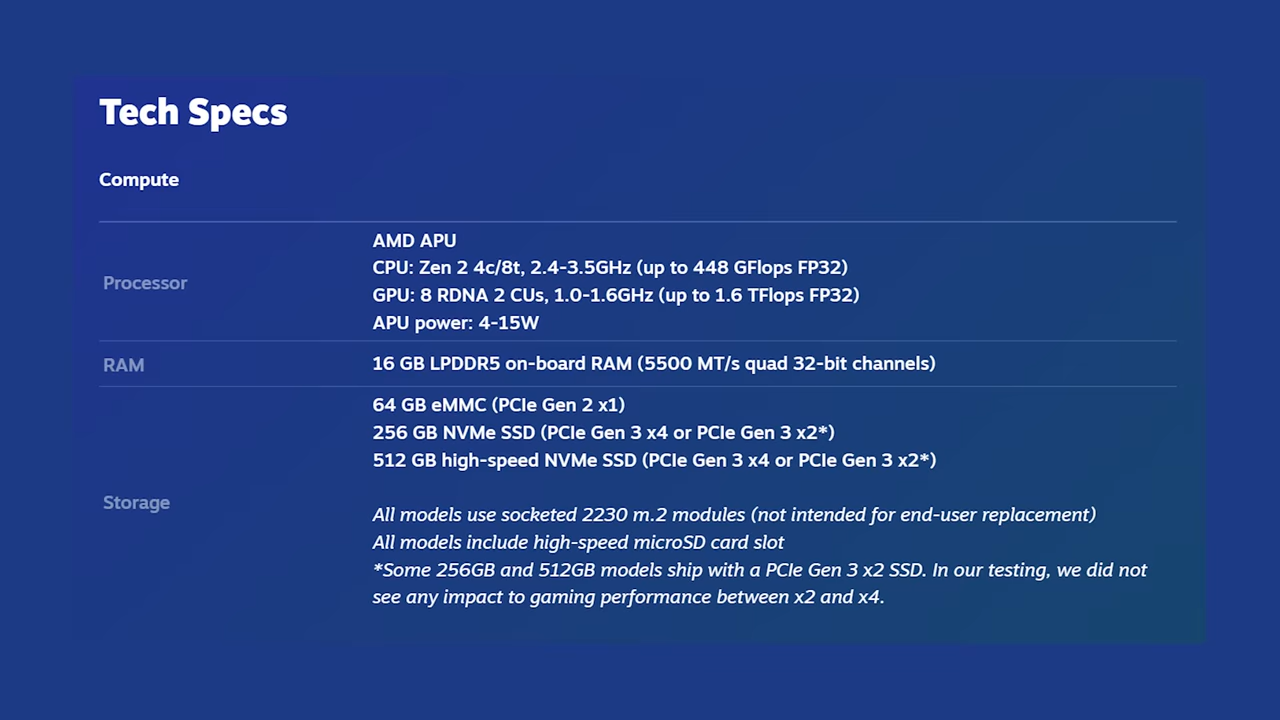 Tech Specs
Compute
Processor
AMD APU
CPU: Zen 2 4c/8t, 2.4-3.5GHz (up to 448 GFlops FP32)
GPU: 8 RDNA 2 CUs, 1.0-1.6GHz (up to 1.6 TFlops FP32)
APU power: 4-15W
RAM
16 GB LPDDR5 on-board RAM (5500 MT/s quad 32-bit channels)
Storage
64 GB eMMC (PCIe Gen 2 x1)
256 GB NVMe SSD (PCIe Gen 3 x4 or PCIe Gen 3 x2*)
512 GB high-speed NVMe SSD (PCIe Gen 3 x4 or PCIe Gen 3 x2*)
All models use socketed 2230 m.2 modules (not intended for end-user replacement)
All models include high-speed microSD card slot
*Some 256GB and 512GB models ship with a PCIe Gen 3 x2 SSD. In our testing, we did not
see any impact to gaming performance between x2 and x4.